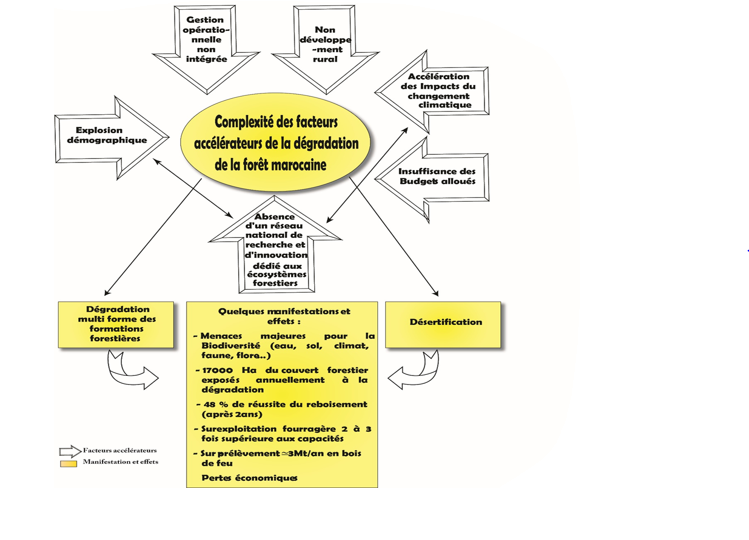 Gestion
opératio-
nnelle
non
intégrée
Non
développe
-ment
rural
Accélération
des Impacts du
changement
climatique
Explosion
démographique
Complexité des facteurs
accélérateurs de la dégradation
de la forêt marocaine
Insuffisance des
Budgets alloués
Absence
d'un réseau
national de
recherche et
d'innovation
dédié aux
écosystèmes
forestiers
Dégradation
multi forme des
formations
forestières
Quelques manifestations et
effets :
- Menaces majeures pour la
Biodiversité (eau, sol, climat,
faune, flore...)
- 17000 Ha du couvert forestier
exposés annuellement à la
dégradation
- 48 % de réussite du reboisement
(après 2ans)
- Surexploitation fourragère 2 à 3
fois supérieure aux capacités
- Sur prélèvement ≈3Mt/an en bois
de feu
Pertes économiques
Désertification
Facteurs accélérateurs
Manifestation et effets